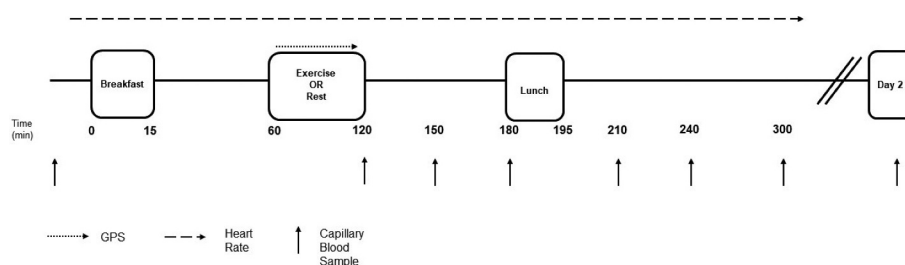 Breakfast
Exercise
OR
Rest
Lunch
Day 2
Time
(min)
0 15 60 120 150 180 195 210 240 300
GPS
Heart
Rate
Capillary
Blood
Sample